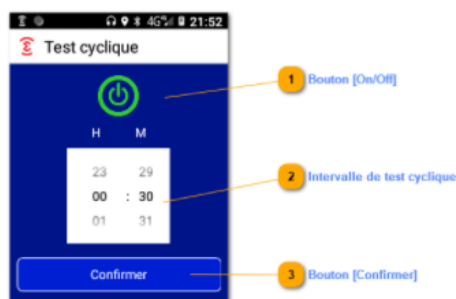 4G 21:52
Test cyclique
1 Bouton [On/Off]
H M
23 29
00 : 30
01 31
2 Intervalle de test cyclique
Confirmer
3 Bouton [Confirmer]